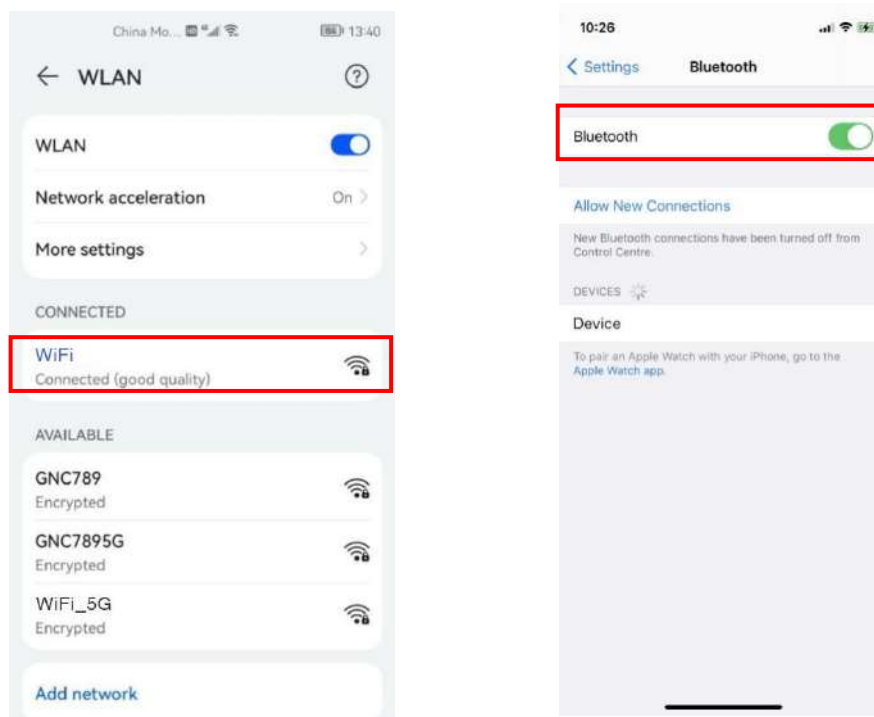 China Mo...
13:40
WLAN
WLAN
Network acceleration
On
More settings
CONNECTED
WiFi
Connected (good quality)
AVAILABLE
GNC789
Encrypted
GNC7895G
Encrypted
WiFi_5G
Encrypted
Add network
10:26
Settings
Bluetooth
Bluetooth
Allow New Connections
New Bluetooth connections have been turned off from
Control Centre.
DEVICES
Device
To pair an Apple Watch with your iPhone, go to the
Apple Watch app.